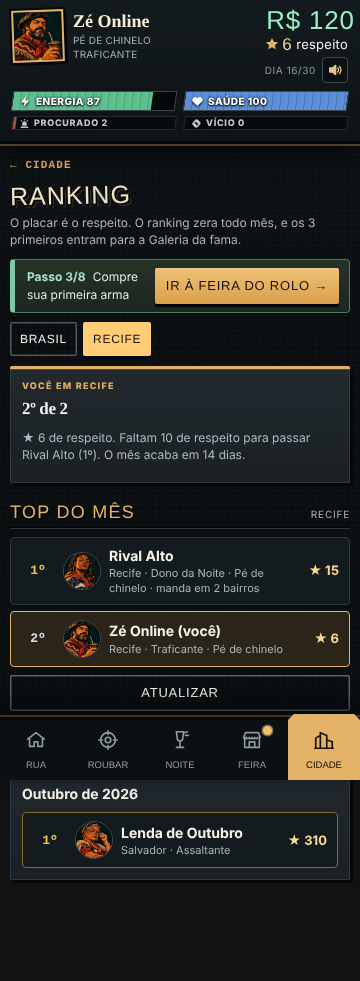 Zé Online
PÉ DE CHINELO
TRAFICANTE
R$ 120
★ 6 respeito
DIA 16/30
ENERGIA 87
SAÚDE 100
PROCURADO 2
VÍCIO 0
← CIDADE
RANKING
O placar é o respeito. O ranking zera todo mês, e os 3
primeiros entram para a Galeria da fama.
Passo 3/8 Compre
sua primeira arma
IR À FEIRA DO ROLO →
BRASIL
RECIFE
VOCÊ EM RECIFE
2º de 2
★ 6 de respeito. Faltam 10 de respeito para passar
Rival Alto (1º). O mês acaba em 14 dias.
TOP DO MÊS
RECIFE
1º
Rival Alto
Recife · Dono da Noite · Pé de
chinelo · manda em 2 bairros
★ 15
2º
Zé Online (você)
Recife · Traficante · Pé de chinelo
★ 6
ATUALIZAR
RUA
ROUBAR
NOITE
FEIRA
CIDADE
Outubro de 2026
1º
Lenda de Outubro
Salvador · Assaltante
★ 310